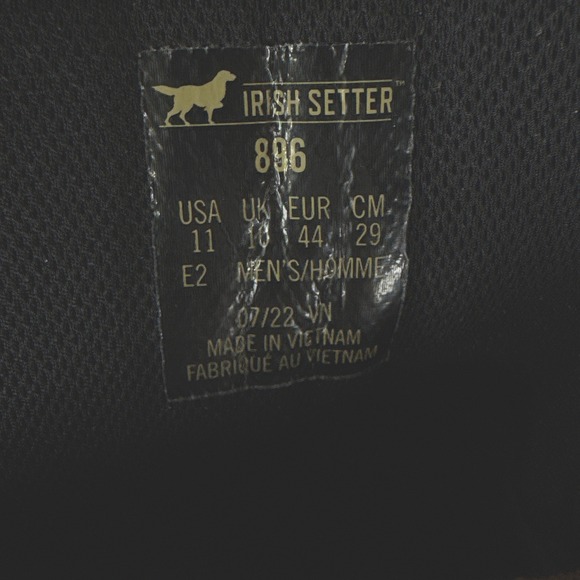 IRISH SETTER™
896
USA UK EUR CM
11 10 44 29
E2 MEN'S/HOMME
07/22 VN
MADE IN VIETNAM
FABRIQUÉ AU VIETNAM